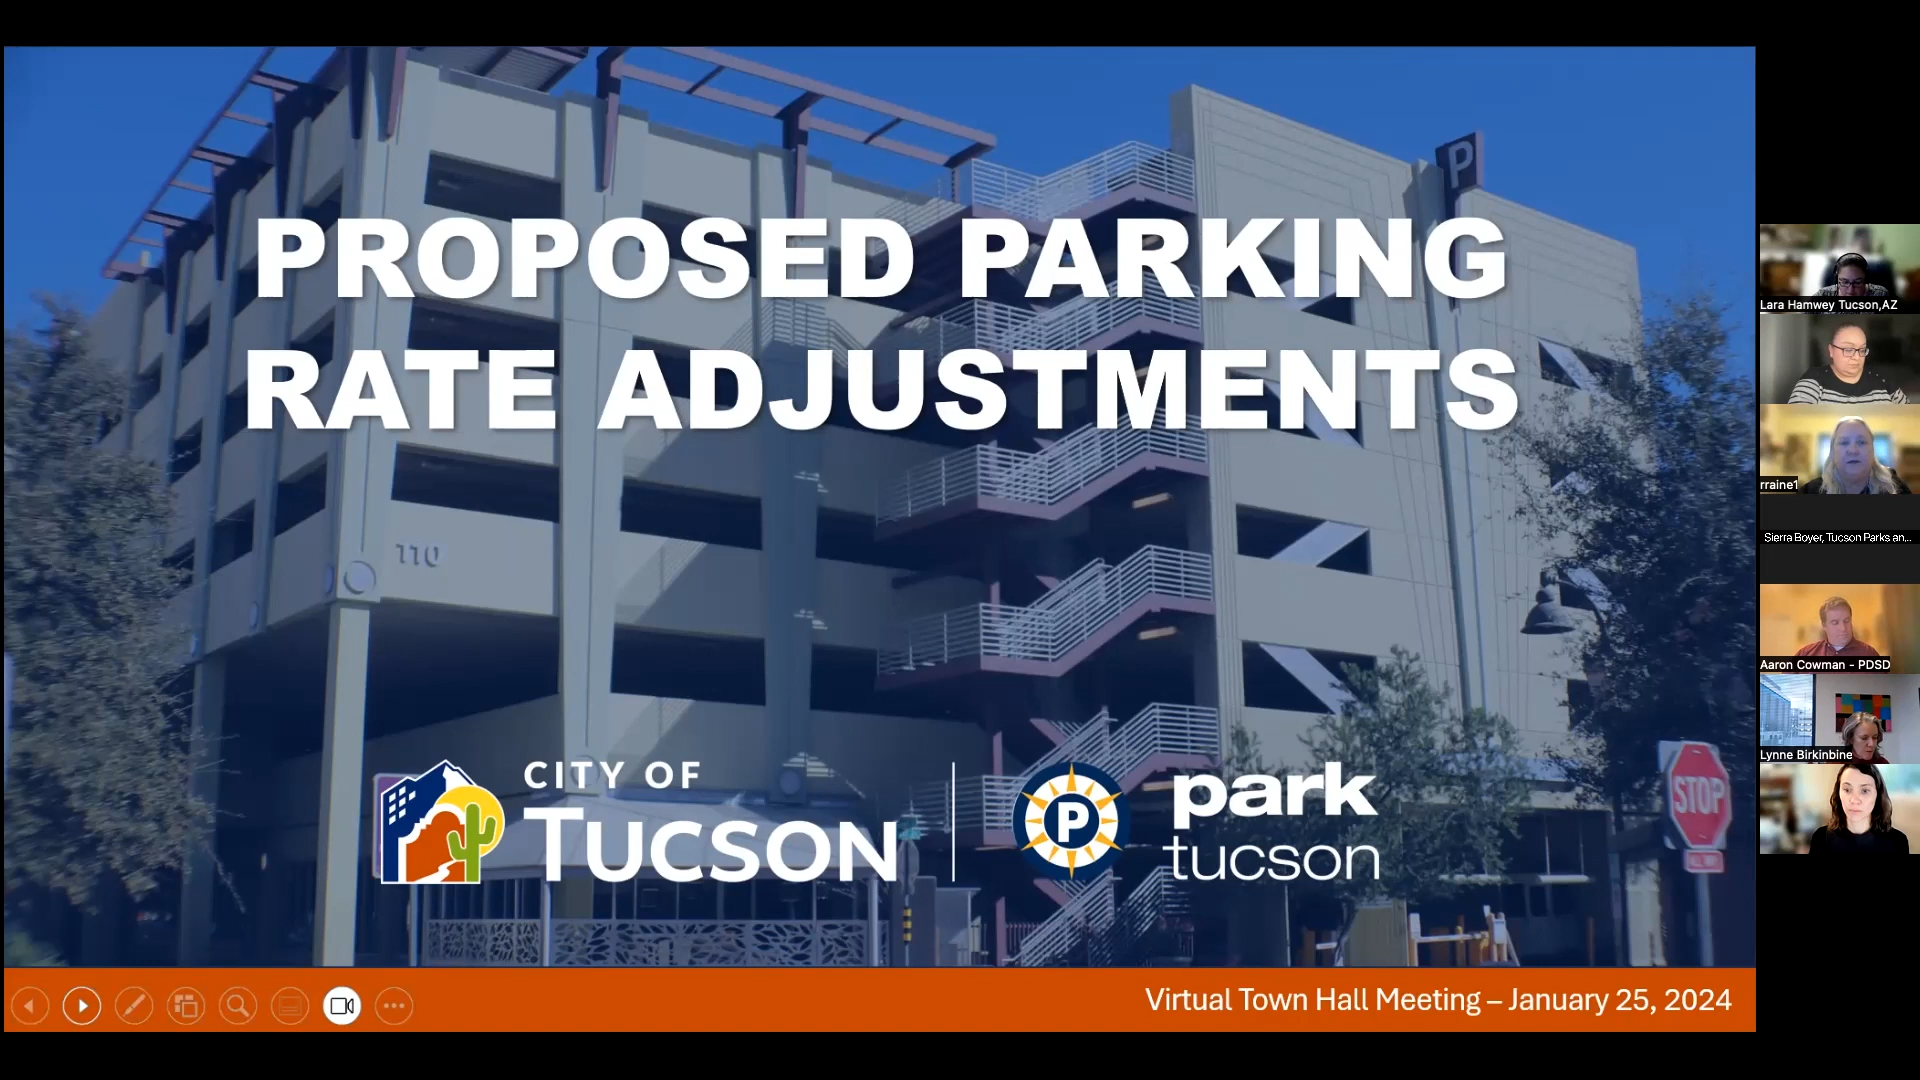 P
PROPOSED PARKING
RATE ADJUSTMENTS
110
CITY OF
TUCSON
P
park
tucson
STOP
Virtual Town Hall Meeting – January 25, 2024
Lara Hamwey Tucson,AZ
rraine1
Sierra Boyer, Tucson Parks an...
Aaron Cowman - PDSD
Lynne Birkinbine